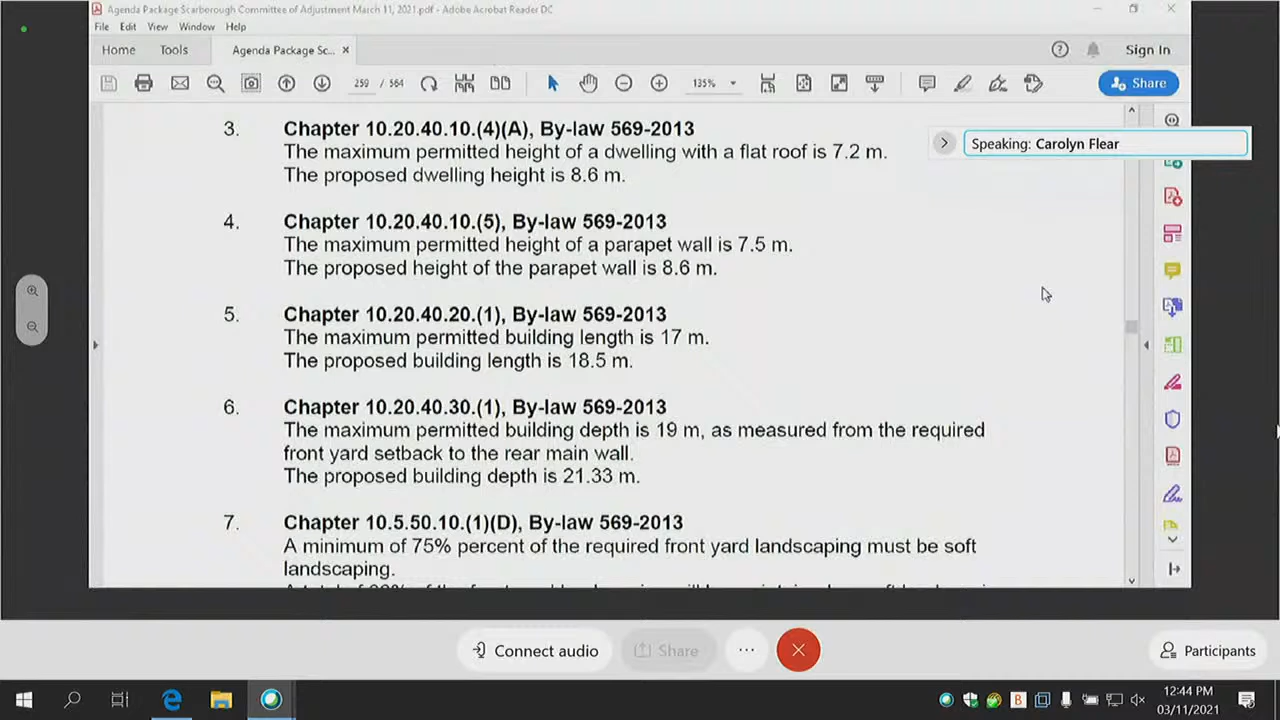 Agenda Package Scarborough Committee of Adjustment March 11, 2021.pdf - Adobe Acrobat Reader DC
File Edit View Window Help
Home Tools Agenda Package Sc... × Sign In
259 / 564 135% Share
Speaking: Carolyn Flear
3. Chapter 10.20.40.10.(4)(A), By-law 569-2013
The maximum permitted height of a dwelling with a flat roof is 7.2 m.
The proposed dwelling height is 8.6 m.
4. Chapter 10.20.40.10.(5), By-law 569-2013
The maximum permitted height of a parapet wall is 7.5 m.
The proposed height of the parapet wall is 8.6 m.
5. Chapter 10.20.40.20.(1), By-law 569-2013
The maximum permitted building length is 17 m.
The proposed building length is 18.5 m.
6. Chapter 10.20.40.30.(1), By-law 569-2013
The maximum permitted building depth is 19 m, as measured from the required
front yard setback to the rear main wall.
The proposed building depth is 21.33 m.
7. Chapter 10.5.50.10.(1)(D), By-law 569-2013
A minimum of 75% percent of the required front yard landscaping must be soft
landscaping.
Connect audio Share ... Participants
12:44 PM
03/11/2021